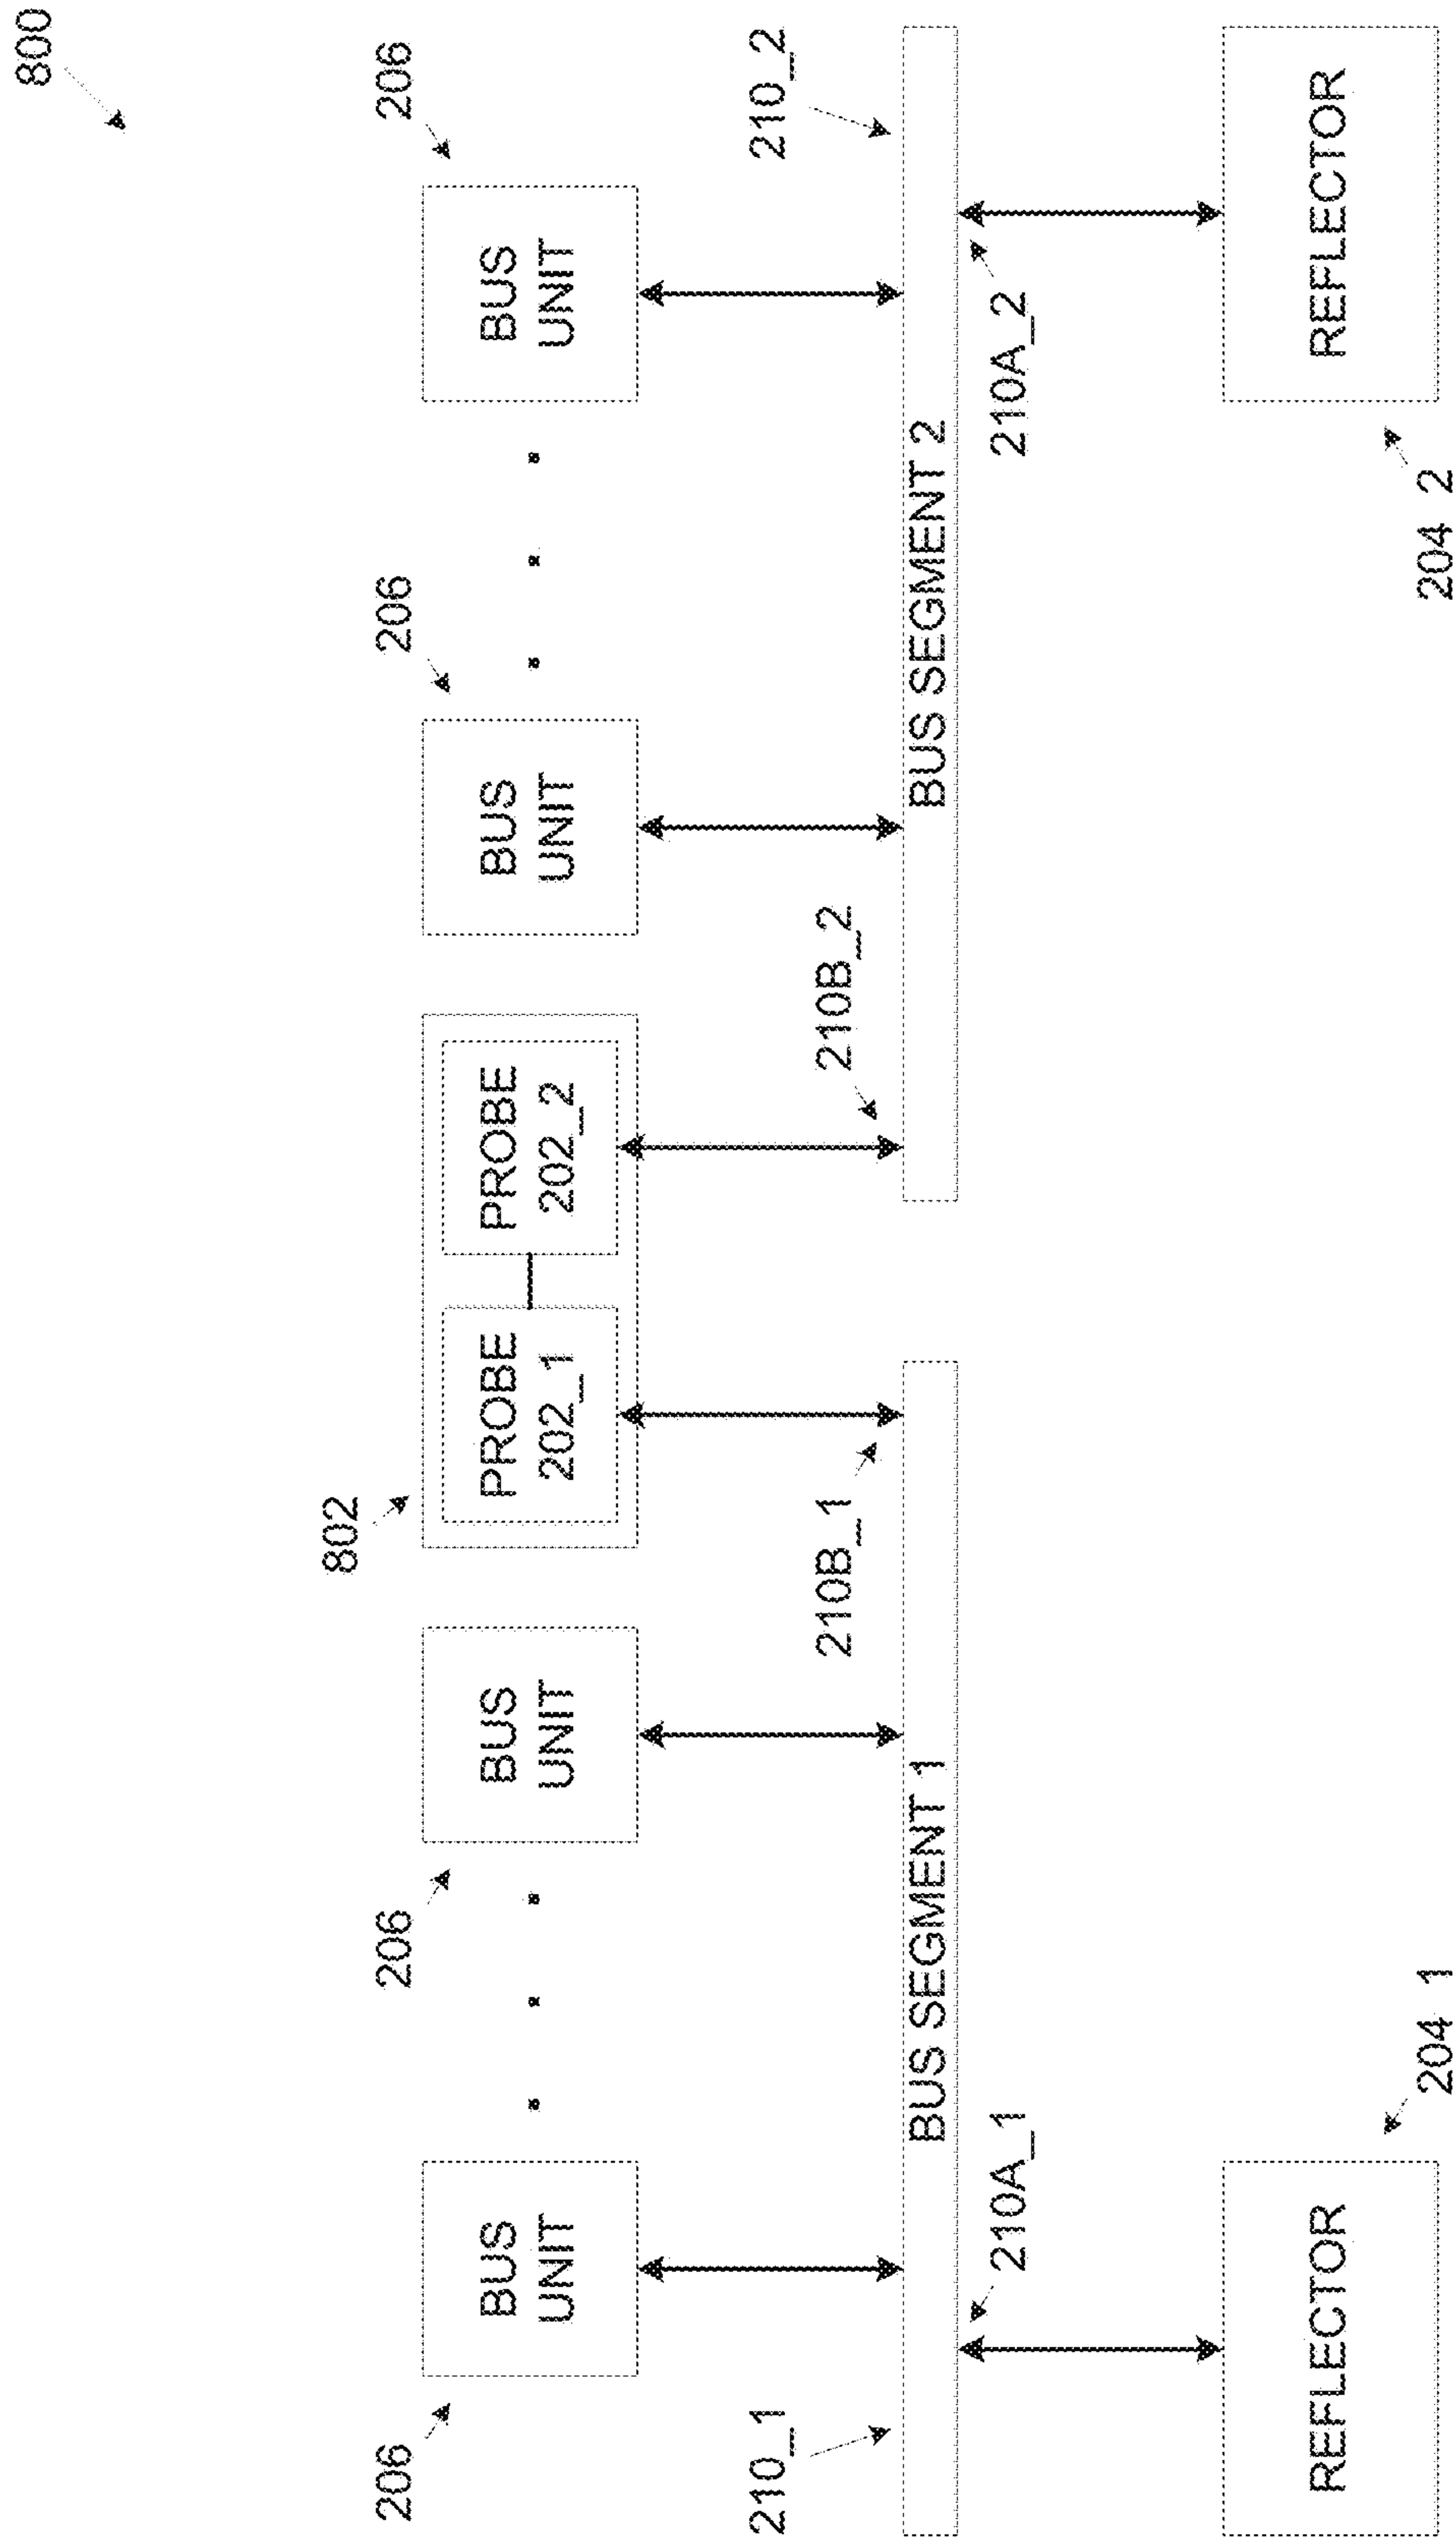 800
206
206
802
206
206
BUS
UNIT
BUS
UNIT
PROBE
202_1
PROBE
202_2
BUS
UNIT
BUS
UNIT
210_1
210B_1
210B_2
210_2
BUS SEGMENT 1
BUS SEGMENT 2
210A_1
210A_2
REFLECTOR
REFLECTOR
204_1
204_2